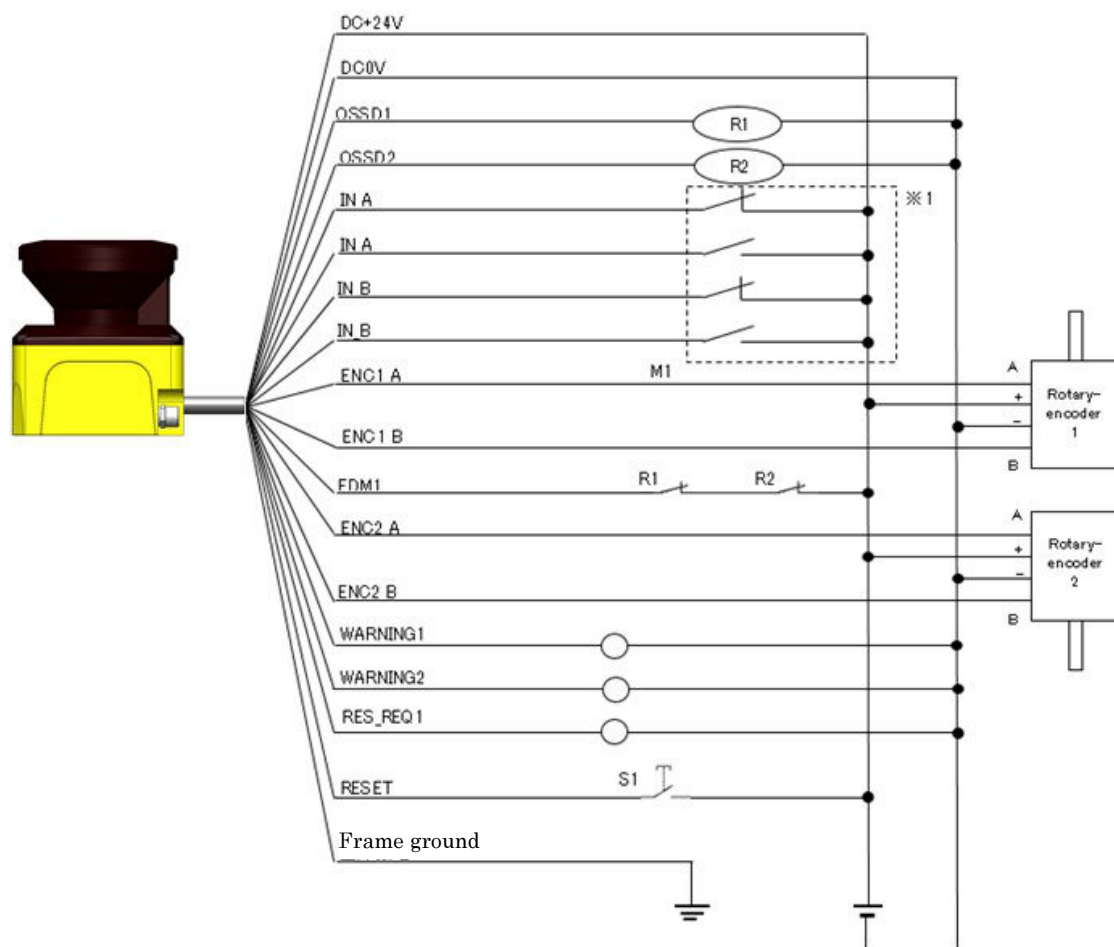 DC+24V
DC0V
OSSD1
R1
OSSD2
R2
IN A
※1
IN A
IN B
IN_B
ENC1 A
M1
A
+
Rotary-
encoder
1
-
ENC1 B
B
EDM1
R1
R2
ENC2 A
A
+
Rotary-
encoder
2
-
ENC2 B
B
WARNING1
WARNING2
RES_REQ1
RESET
S1
Frame ground